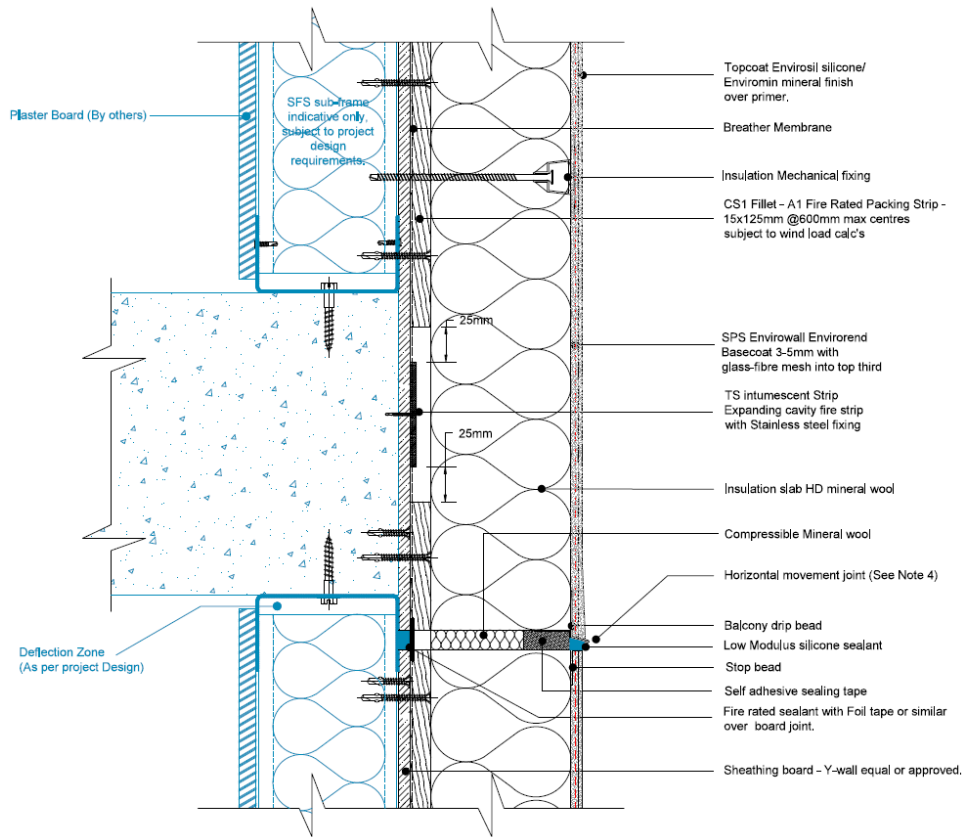 Plaster Board (By others)
SFS sub-frame
indicative only,
subject to project
design
requirements.
Deflection Zone
(As per project Design)
25mm
25mm
Topcoat Envirosil silicone/
Enviromin mineral finish
over primer.
Breather Membrane
Insulation Mechanical fixing
CS1 Fillet - A1 Fire Rated Packing Strip -
15x125mm @600mm max centres
subject to wind load calc's
SPS Envirowall Envirorend
Basecoat 3-5mm with
glass-fibre mesh into top third
TS intumescent Strip
Expanding cavity fire strip
with Stainless steel fixing
Insulation slab HD mineral wool
Compressible Mineral wool
Horizontal movement joint (See Note 4)
Balcony drip bead
Low Modulus silicone sealant
Stop bead
Self adhesive sealing tape
Fire rated sealant with Foil tape or similar
over board joint.
Sheathing board - Y-wall equal or approved.